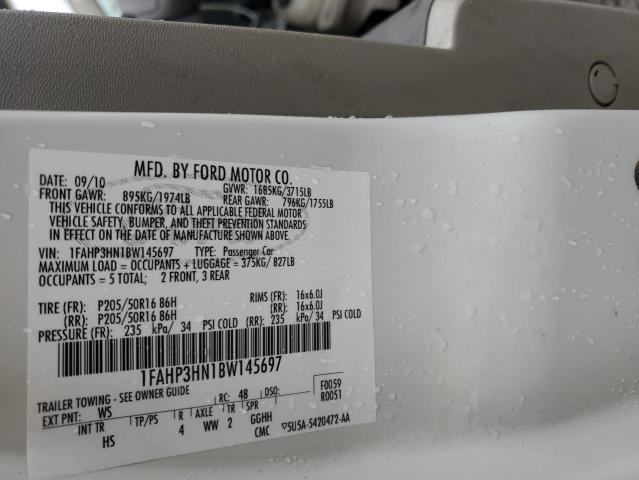 MFD. BY FORD MOTOR CO.
DATE: 09/10 GVWR: 1685KG/3715LB
FRONT GAWR: 895KG/1974LB REAR GAWR: 796KG/1755LB
THIS VEHICLE CONFORMS TO ALL APPLICABLE FEDERAL MOTOR
VEHICLE SAFETY, BUMPER, AND THEFT PREVENTION STANDARDS
IN EFFECT ON THE DATE OF MANUFACTURE SHOWN ABOVE.
VIN: 1FAHP3HN1BW145697 TYPE: Passenger Car
MAXIMUM LOAD = OCCUPANTS + LUGGAGE = 375KG/ 827LB
OCCUPANTS = 5 TOTAL; 2 FRONT, 3 REAR
TIRE (FR): P205/50R16 86H RIMS (FR): 16x6.0J
(RR): P205/50R16 86H (RR): 16x6.0J
PRESSURE (FR): 235 kPa/ 34 PSI COLD (RR): 235 kPa/ 34 PSI COLD
1FAHP3HN1BW145697
TRAILER TOWING - SEE OWNER GUIDE F0059
EXT PNT: WS RC: 48 DSO: R0051
INT TR TP/PS R AXLE TR SPR
HS 4 WW 2 GGHH
CMC 5U5A-5420472-AA